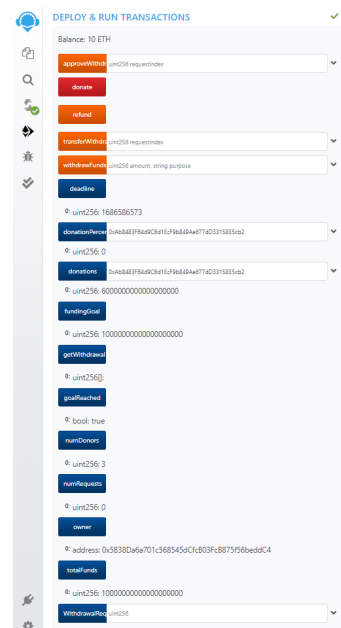 DEPLOY & RUN TRANSACTIONS
Balance: 10 ETH
approveWithdr uint256 requestIndex
donate
refund
transferWithdra uint256 requestIndex
withdrawFunds uint256 amount, string purpose
deadline
0: uint256: 1686586573
donationPercer 0xAb8483F64d9C6d1EcF9b849Ae677dD3315835cb2
0: uint256: 0
donations 0xAb8483F64d9C6d1EcF9b849Ae677dD3315835cb2
0: uint256: 6000000000000000000
fundingGoal
0: uint256: 10000000000000000000
getWithdrawal
0: uint256[]:
goalReached
0: bool: true
numDonors
0: uint256: 3
numRequests
0: uint256: 0
owner
0: address: 0x5B38Da6a701c568545dCfcB03FcB875f56beddC4
totalFunds
0: uint256: 10000000000000000000
WithdrawalReq uint256